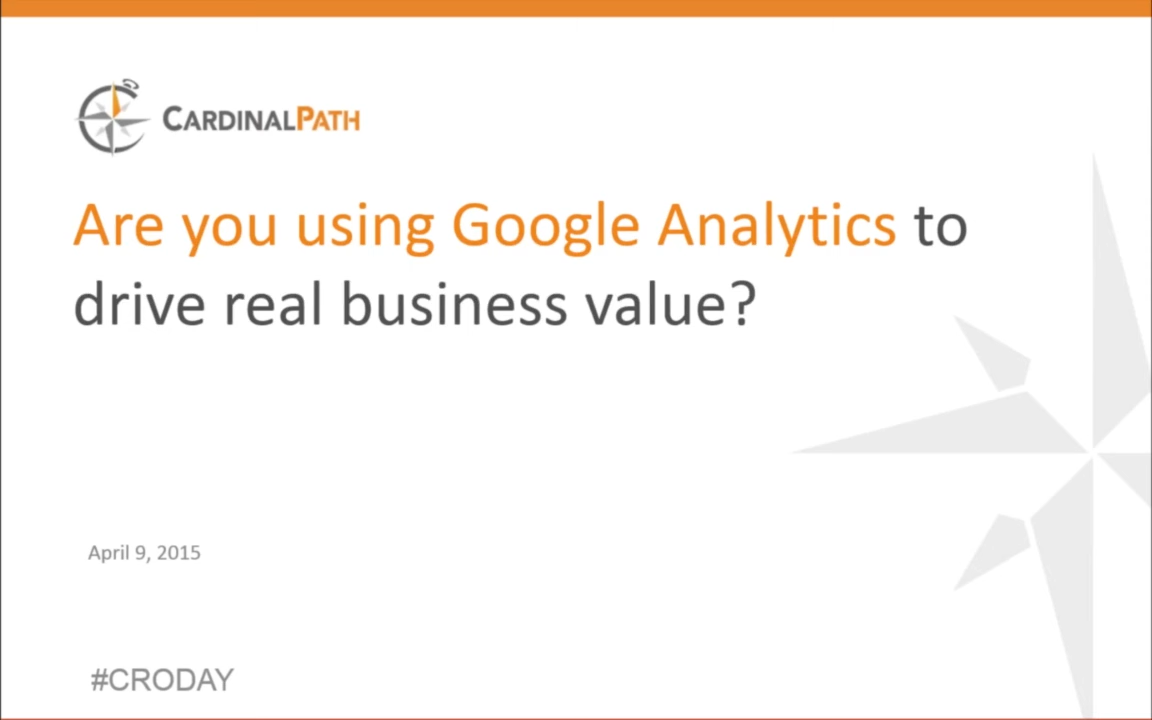 CARDINALPATH
Are you using Google Analytics to
drive real business value?
April 9, 2015
#CRODAY